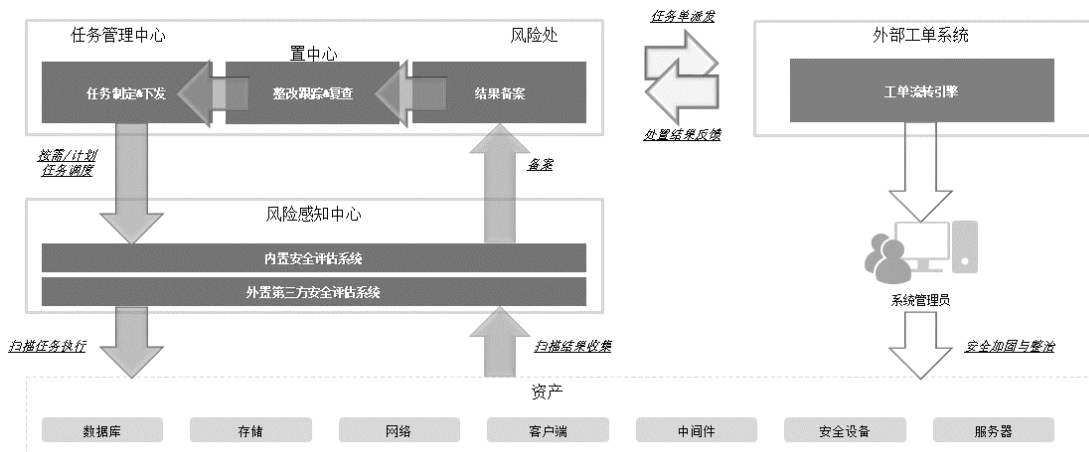 任务单派发
任务管理中心
风险处
置中心
外部工单系统
任务制定&下发
整改跟踪&复查
结果备案
工单流转引擎
处置结果反馈
按需/计划
任务调度
备案
风险感知中心
内置安全评估系统
外置第三方安全评估系统
系统管理员
扫描任务执行
扫描结果收集
安全加固与整治
资产
数据库
存储
网络
客户端
中间件
安全设备
服务器